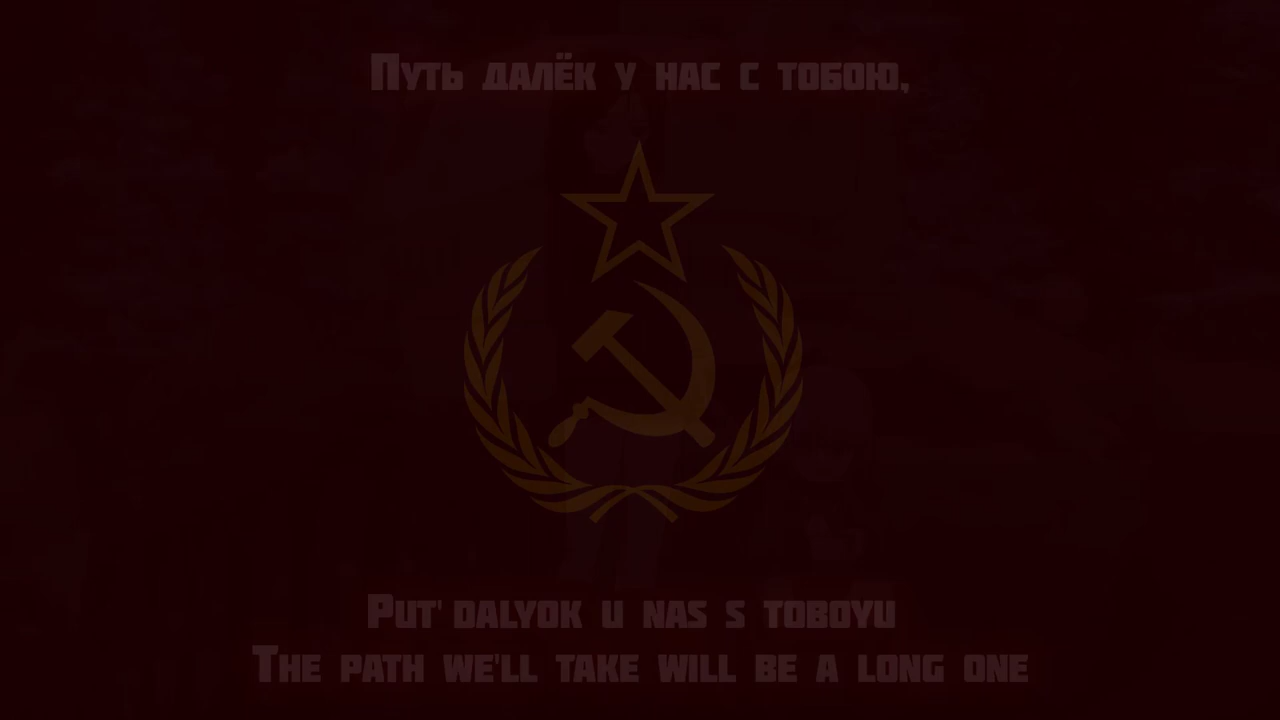 Путь далёк у нас с тобою,
Put' dalyok u nas s toboyu
The path we'll take will be a long one